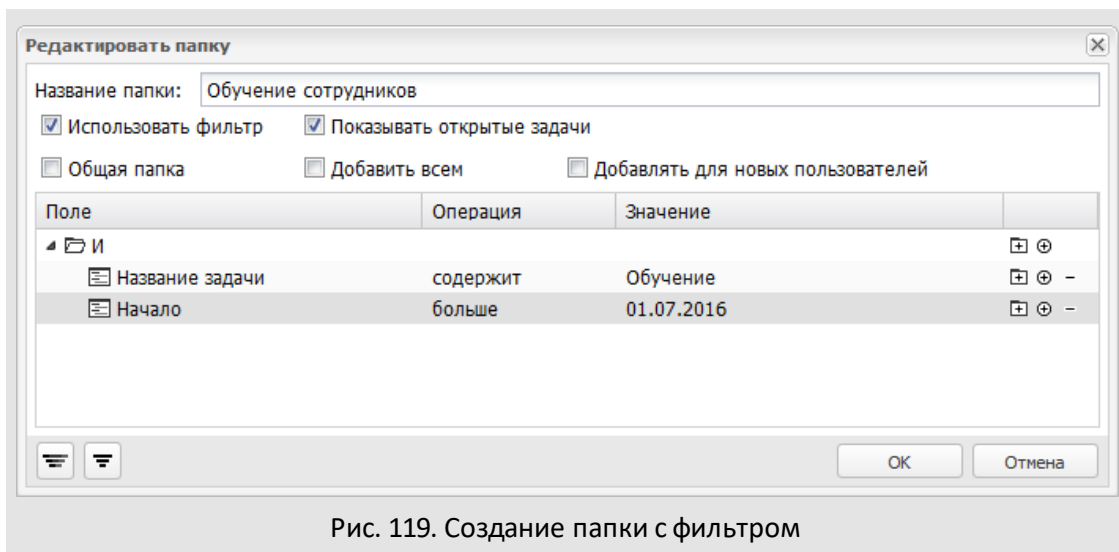 Редактировать папку
Название папки: Обучение сотрудников
Использовать фильтр Показывать открытые задачи
Общая папка Добавить всем Добавлять для новых пользователей
Поле Операция Значение
И
Название задачи содержит Обучение
Начало больше 01.07.2016
OK Отмена
Рис. 119. Создание папки с фильтром